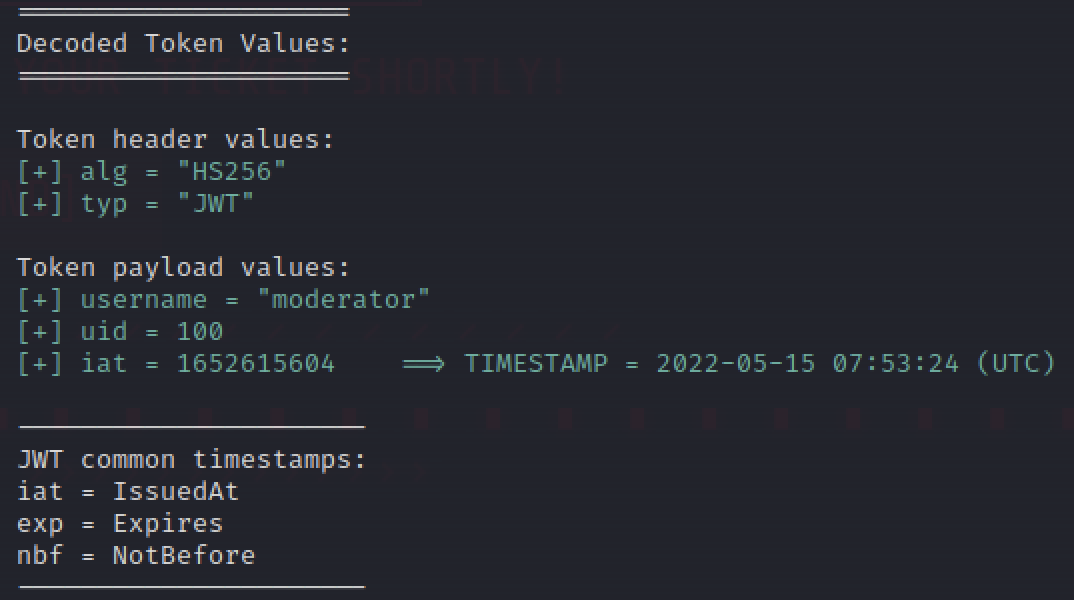 ====================
Decoded Token Values:
====================
Token header values:
[+] alg = "HS256"
[+] typ = "JWT"
Token payload values:
[+] username = "moderator"
[+] uid = 100
[+] iat = 1652615604    ==> TIMESTAMP = 2022-05-15 07:53:24 (UTC)
JWT common timestamps:
iat = IssuedAt
exp = Expires
nbf = NotBefore